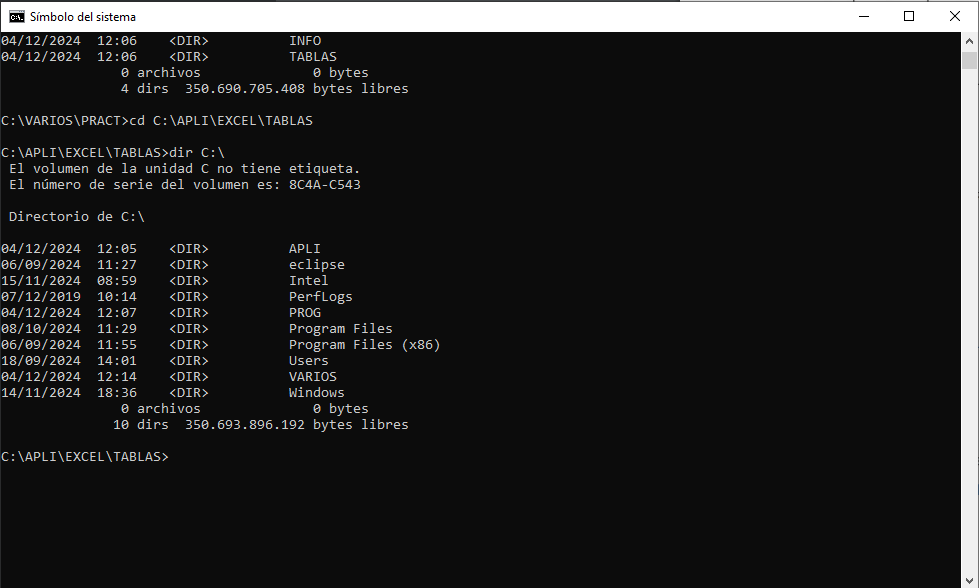 Símbolo del sistema
04/12/2024  12:06    <DIR>          INFO
04/12/2024  12:06    <DIR>          TABLAS
               0 archivos              0 bytes
               4 dirs  350.690.705.408 bytes libres
C:\VARIOS\PRACT>cd C:\APLI\EXCEL\TABLAS
C:\APLI\EXCEL\TABLAS>dir C:\
 El volumen de la unidad C no tiene etiqueta.
 El número de serie del volumen es: 8C4A-C543
 Directorio de C:\
04/12/2024  12:05    <DIR>          APLI
06/09/2024  11:27    <DIR>          eclipse
15/11/2024  08:59    <DIR>          Intel
07/12/2019  10:14    <DIR>          PerfLogs
04/12/2024  12:07    <DIR>          PROG
08/10/2024  11:29    <DIR>          Program Files
06/09/2024  11:55    <DIR>          Program Files (x86)
18/09/2024  14:01    <DIR>          Users
04/12/2024  12:14    <DIR>          VARIOS
14/11/2024  18:36    <DIR>          Windows
               0 archivos              0 bytes
              10 dirs  350.693.896.192 bytes libres
C:\APLI\EXCEL\TABLAS>